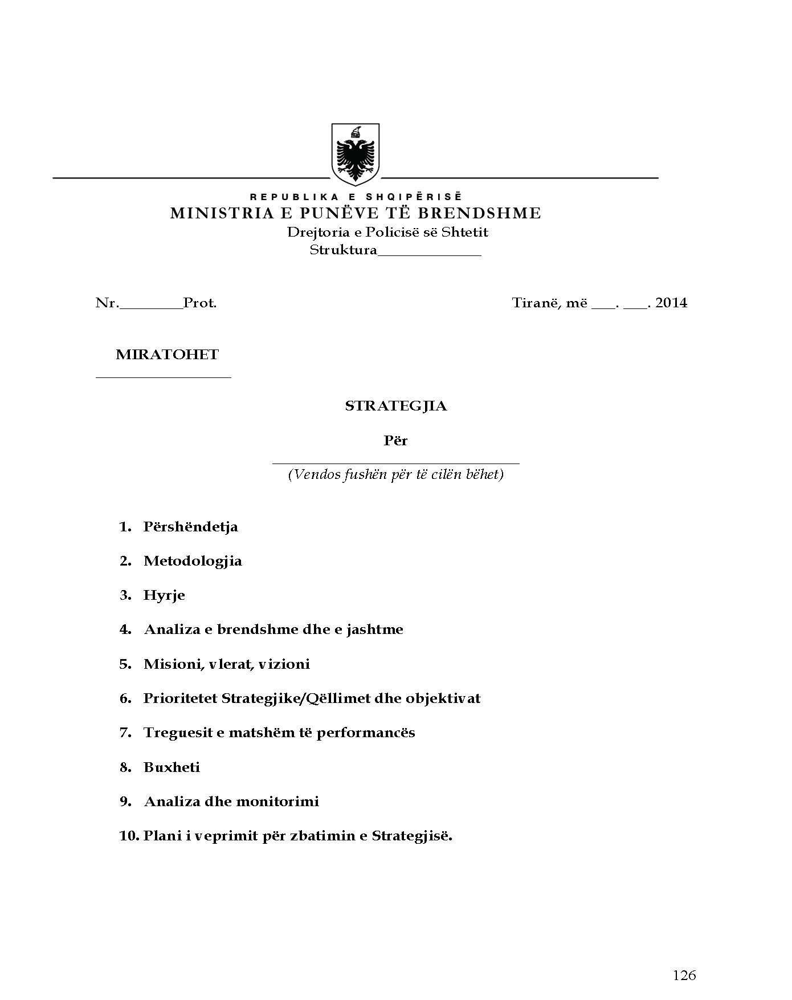 REPUBLIKA E SHQIPËRISË
MINISTRIA E PUNËVE TË BRENDSHME
Drejtoria e Policisë së Shtetit
Struktura_____________
Nr.________Prot. Tiranë, më ___. ___. 2014
MIRATOHET
_________________
STRATEGJIA
Për
_______________________________
(Vendos fushën për të cilën bëhet)
1. Përshëndetja
2. Metodologjia
3. Hyrje
4. Analiza e brendshme dhe e jashtme
5. Misioni, vlerat, vizioni
6. Prioritetet Strategjike/Qëllimet dhe objektivat
7. Treguesit e matshëm të performancës
8. Buxheti
9. Analiza dhe monitorimi
10. Plani i veprimit për zbatimin e Strategjisë.
126